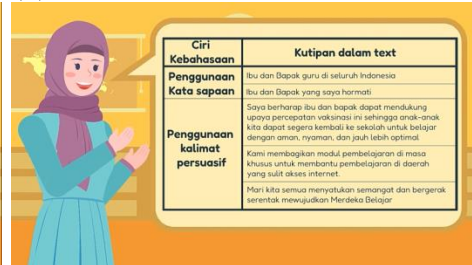 Ciri
Kebahasaan
Kutipan dalam text
Penggunaan
Kata sapaan
Ibu dan Bapak guru di seluruh Indonesia
Ibu dan Bapak yang saya hormati
Penggunaan
kalimat
persuasif
Saya berharap ibu dan bapak dapat mendukung
upaya percepatan vaksinasi ini sehingga anak-anak
kita dapat segera kembali ke sekolah untuk belajar
dengan aman, nyaman, dan jauh lebih optimal.
Kami membagikan modul pembelajaran di masa
khusus untuk membantu pembelajaran di daerah
yang sulit akses internet.
Mari kita semua menyatukan semangat dan bergerak
serentak mewujudkan Merdeka Belajar